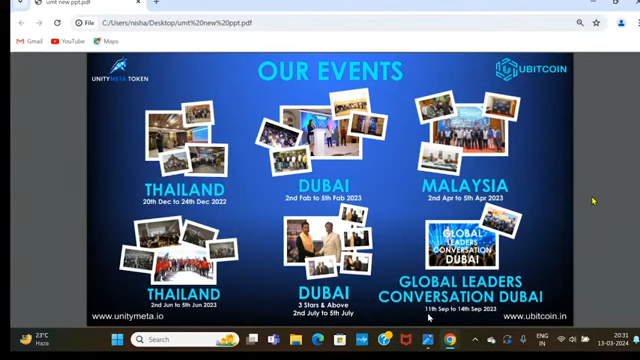 umt new ppt.pdf
File
C:/Users/nisha/Desktop/umt%20new%20ppt.pdf
Gmail
YouTube
Maps
UNITYMETA TOKEN
OUR EVENTS
UBITCOIN
THAILAND
20th Dec to 24th Dec 2022
DUBAI
2nd Fab to 5th Fab 2023
MALAYSIA
2nd Apr to 5th Apr 2023
THAILAND
2nd Jun to 5th Jun 2023
DUBAI
3 Stars & Above
2nd July to 5th July
GLOBAL
LEADERS
CONVERSATION
DUBAI
GLOBAL LEADERS
CONVERSATION DUBAI
11th Sep to 14th Sep 2023
www.unitymeta.io
www.ubitcoin.in
23°C
Haze
Search
ENG
IN
20:31
13-03-2024